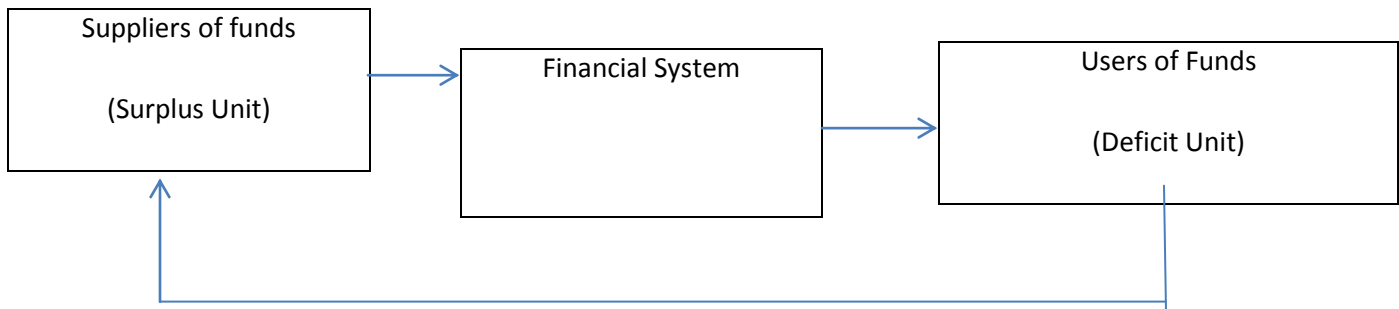 Suppliers of funds
(Surplus Unit)
Financial System
Users of Funds
(Deficit Unit)